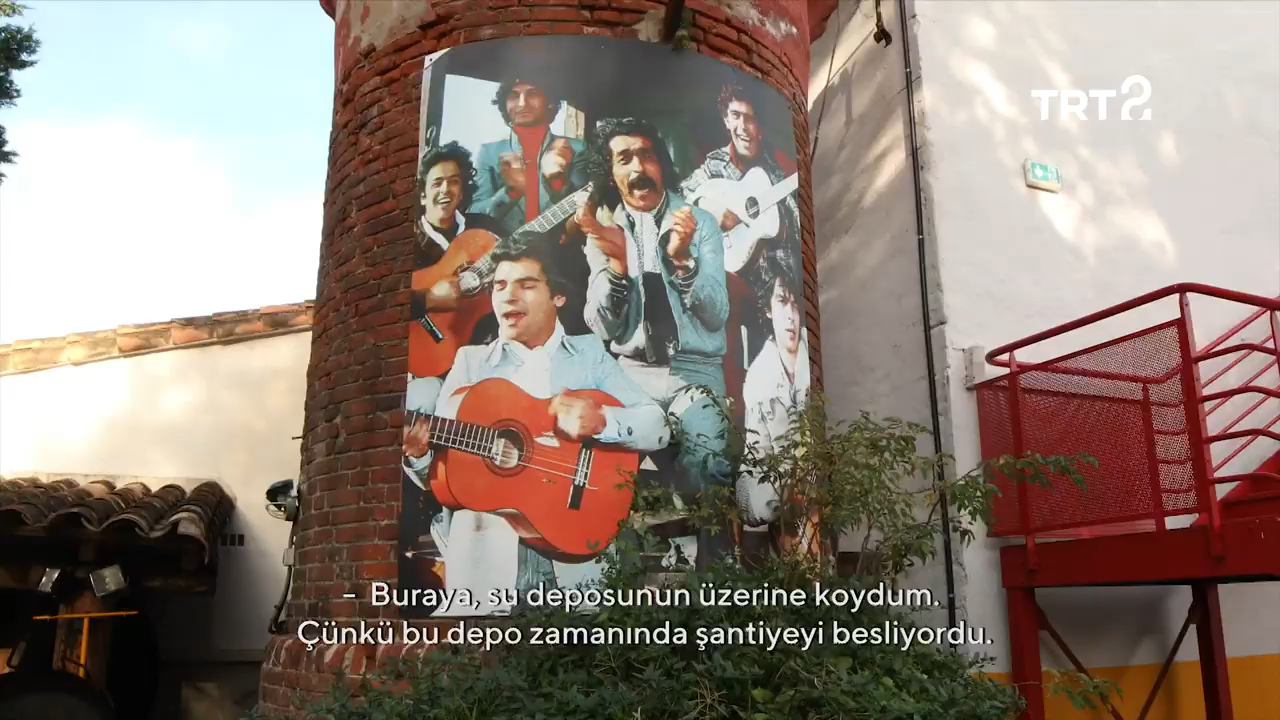 TRT2
– Buraya, su deposunun üzerine koydum.
Çünkü bu depo zamanında şantiyeyi besliyordu.